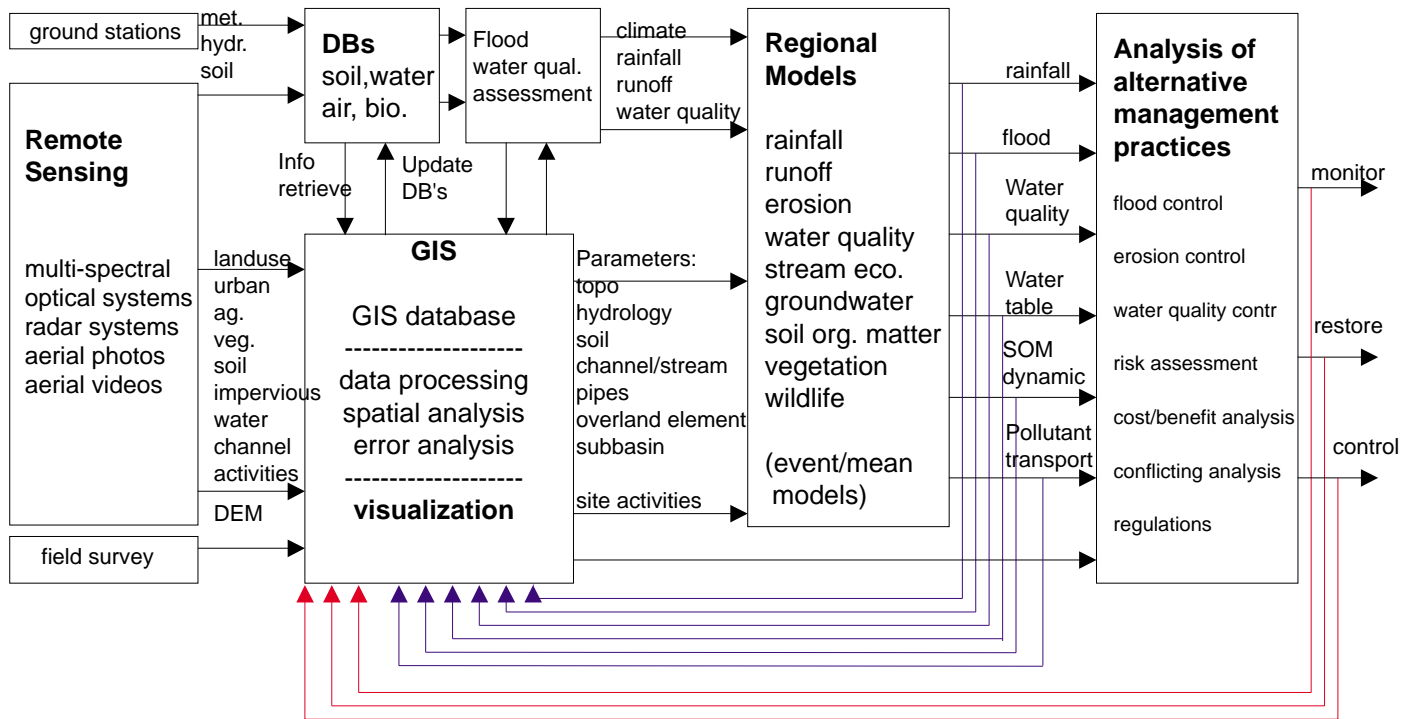 ground stations
met.
hydr.
soil
DBs
soil,water
air, bio.
Flood
water qual.
assessment
climate
rainfall
runoff
water quality
Regional
Models
rainfall
runoff
erosion
water quality
stream eco.
groundwater
soil org. matter
vegetation
wildlife
(event/mean
models)
rainfall
flood
Water
quality
Water
table
SOM
dynamic
Pollutant
transport
Analysis of
alternative
management
practices
flood control
erosion control
water quality contr
risk assessment
cost/benefit analysis
conflicting analysis
regulations
monitor
restore
control
Remote
Sensing
multi-spectral
optical systems
radar systems
aerial photos
aerial videos
Info
retrieve
Update
DB's
landuse
urban
ag.
veg.
soil
impervious
water
channel
activities
DEM
field survey
GIS
GIS database
--------------------
data processing
spatial analysis
error analysis
--------------------
visualization
Parameters:
topo
hydrology
soil
channel/stream
pipes
overland element
subbasin
site activities